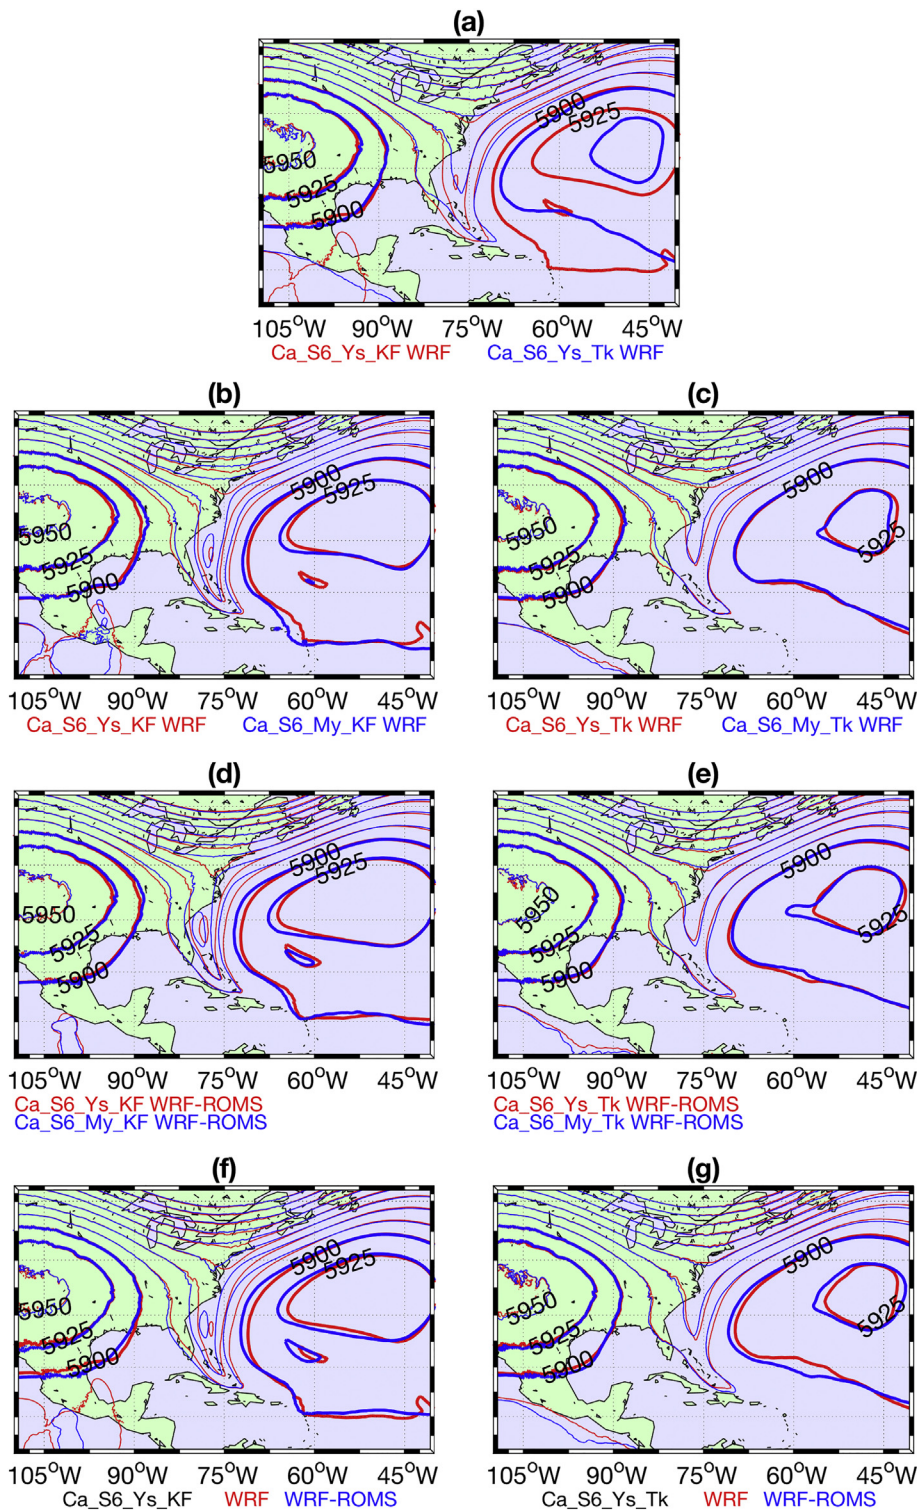 (a)
5900
5925
5950
5925
5900
105°W 90°W 75°W 60°W 45°W
Ca_S6_Ys_KF WRF Ca_S6_Ys_Tk WRF
(b)
5900
5925
5950
5925
5900
105°W 90°W 75°W 60°W 45°W
Ca_S6_Ys_KF WRF Ca_S6_My_KF WRF
(c)
5900
5925
5950
5925
5900
105°W 90°W 75°W 60°W 45°W
Ca_S6_Ys_Tk WRF Ca_S6_My_Tk WRF
(d)
5900
5925
5950
5925
5900
105°W 90°W 75°W 60°W 45°W
Ca_S6_Ys_KF WRF-ROMS
Ca_S6_My_KF WRF-ROMS
(e)
5900
5950
5925
5925
5900
105°W 90°W 75°W 60°W 45°W
Ca_S6_Ys_Tk WRF-ROMS
Ca_S6_My_Tk WRF-ROMS
(f)
5900
5925
5950
5925
5900
105°W 90°W 75°W 60°W 45°W
Ca_S6_Ys_KF WRF WRF-ROMS
(g)
5900
5950
5925
5925
5900
105°W 90°W 75°W 60°W 45°W
Ca_S6_Ys_Tk WRF WRF-ROMS